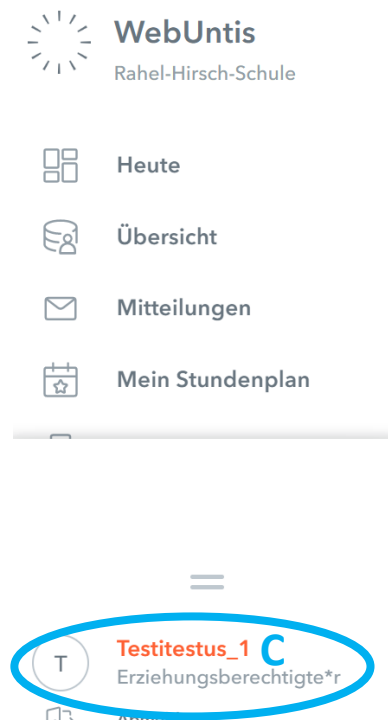 WebUntis
Rahel-Hirsch-Schule
Heute
Übersicht
Mitteilungen
Mein Stundenplan
Testitestus_1 C
T
Erziehungsberechtigte*r